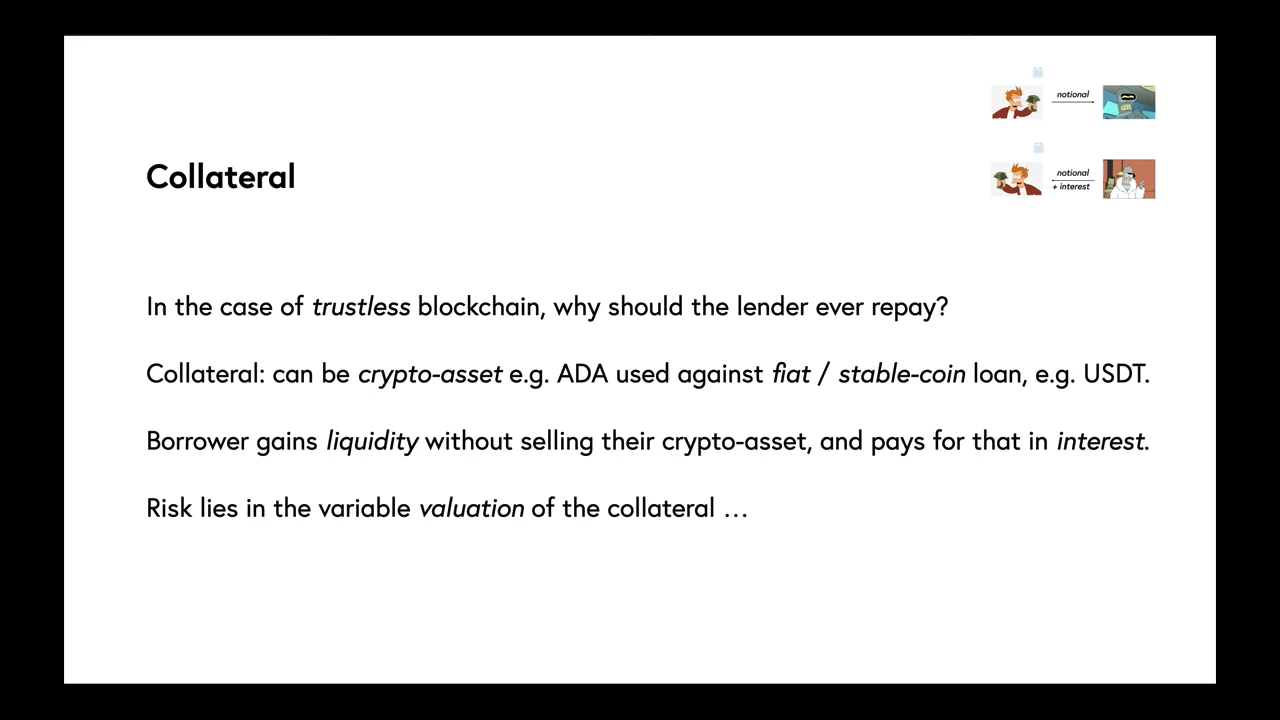 notional
notional
+ interest
Collateral
In the case of trustless blockchain, why should the lender ever repay?
Collateral: can be crypto-asset e.g. ADA used against fiat / stable-coin loan, e.g. USDT.
Borrower gains liquidity without selling their crypto-asset, and pays for that in interest.
Risk lies in the variable valuation of the collateral …